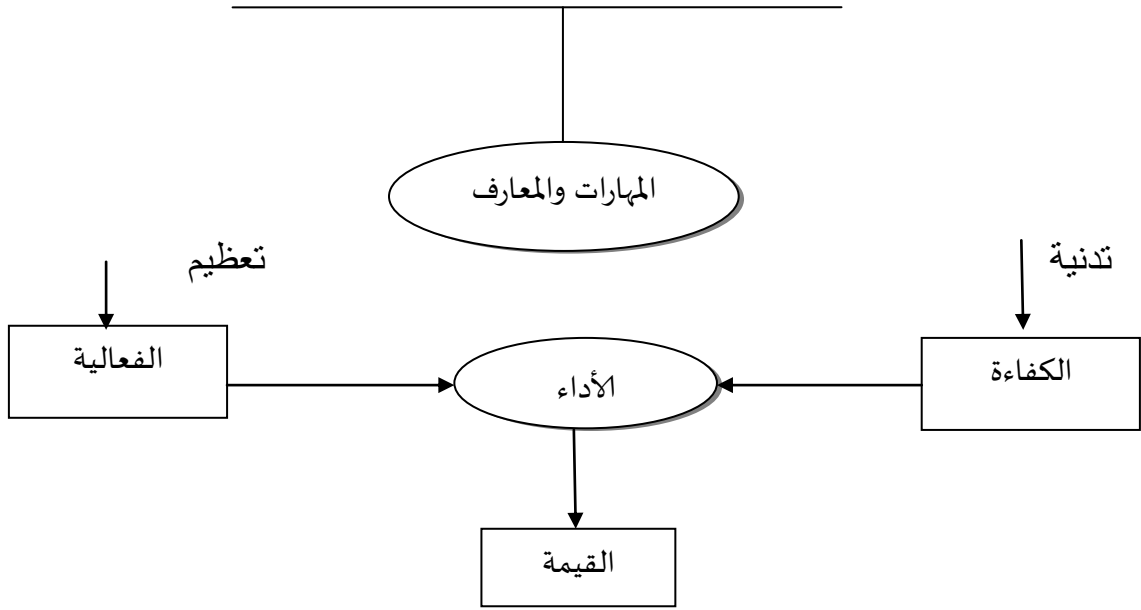 المهارات والمعارف
تدنية
تعظيم
الكفاءة
الأداء
الفعالية
القيمة